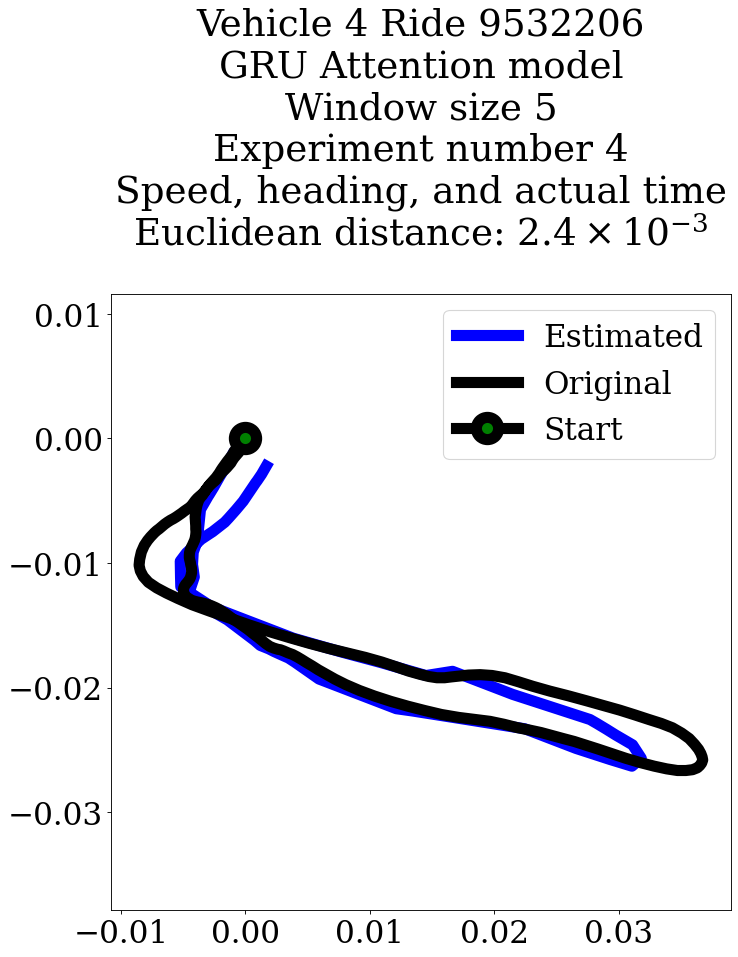 Vehicle 4 Ride 9532206
GRU Attention model
Window size 5
Experiment number 4
Speed, heading, and actual time
Euclidean distance: 2.4 × 10⁻³
Estimated
Original
Start
0.01
0.00
−0.01
−0.02
−0.03
−0.01 0.00 0.01 0.02 0.03